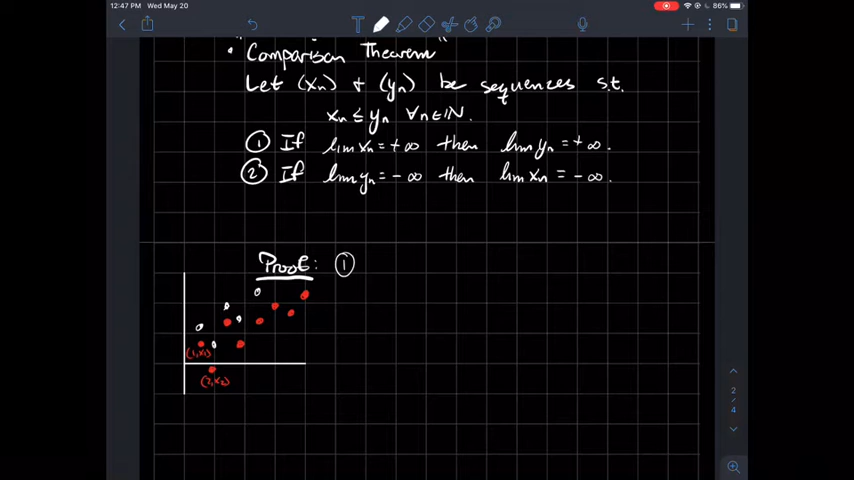 12:47 PM Wed May 20
86%
• Comparison Theorem
Let (xn) + (yn) be sequences s.t.
xn ≤ yn ∀n∈ℕ.
① If lim xn = +∞ then lim yn = +∞.
② If lim yn = -∞ then lim xn = -∞.
Proof: ①
(1,x1)
(2,x2)
2
/
4